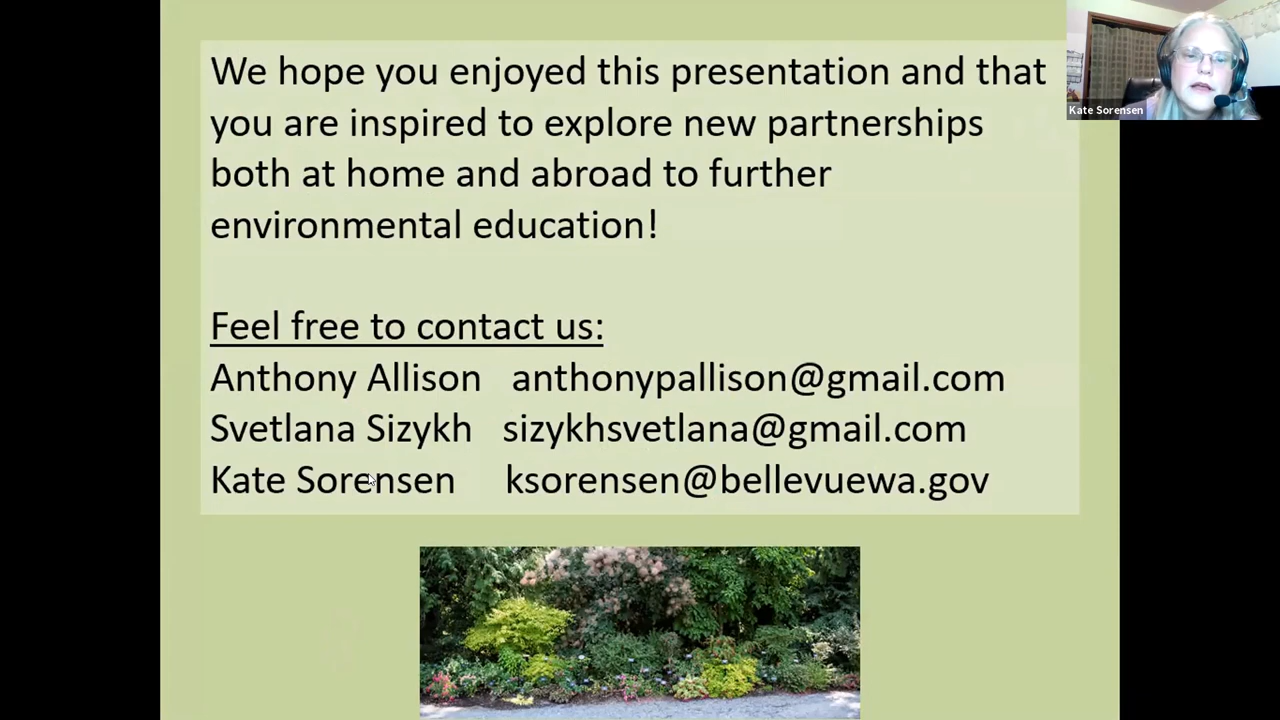 We hope you enjoyed this presentation and that
you are inspired to explore new partnerships
both at home and abroad to further
environmental education!
Feel free to contact us:
Anthony Allison anthonypallison@gmail.com
Svetlana Sizykh sizykhsvetlana@gmail.com
Kate Sorensen ksorensen@bellevuewa.gov
Kate Sorensen